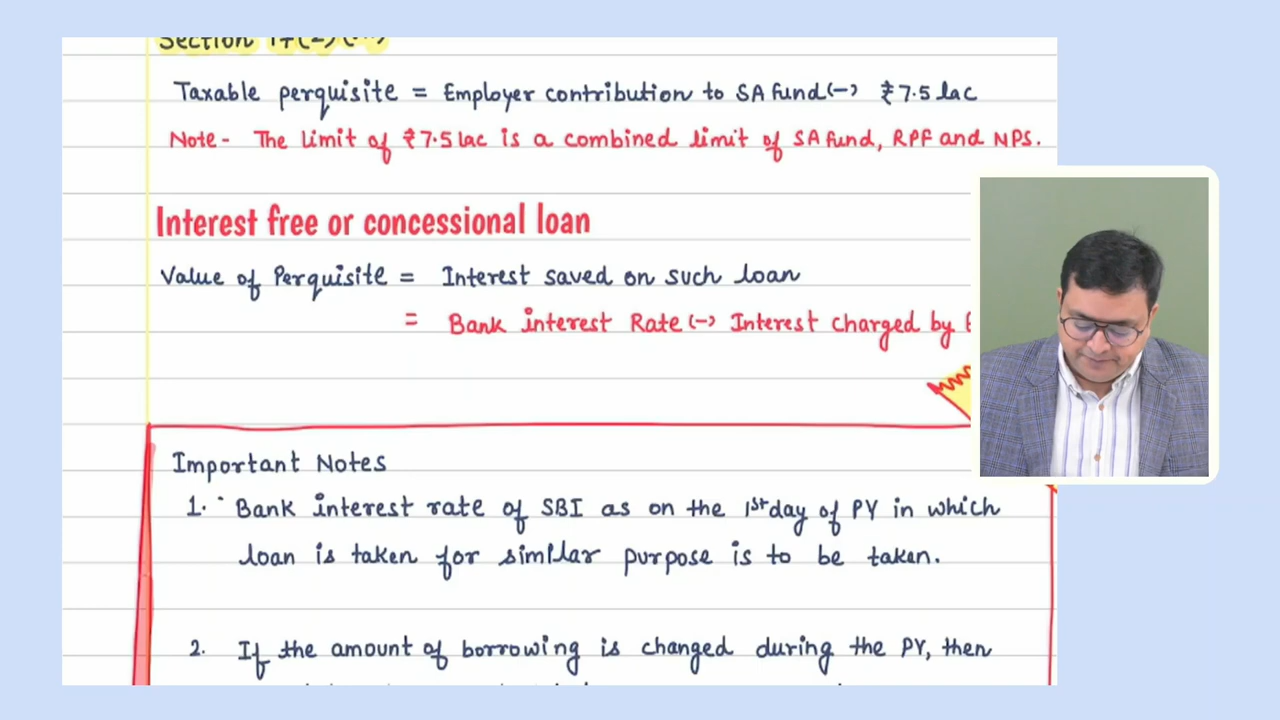 Section 17(2)
Taxable perquisite = Employer contribution to SA fund (-) ₹7.5 lac
Note - The limit of ₹7.5 lac is a combined limit of SA fund, RPF and NPS.
Interest free or concessional loan
Value of Perquisite = Interest saved on such loan
= Bank interest Rate (-) Interest charged by
Important Notes
1. Bank interest rate of SBI as on the 1st day of PY in which
loan is taken for similar purpose is to be taken.
2. If the amount of borrowing is changed during the PY, then